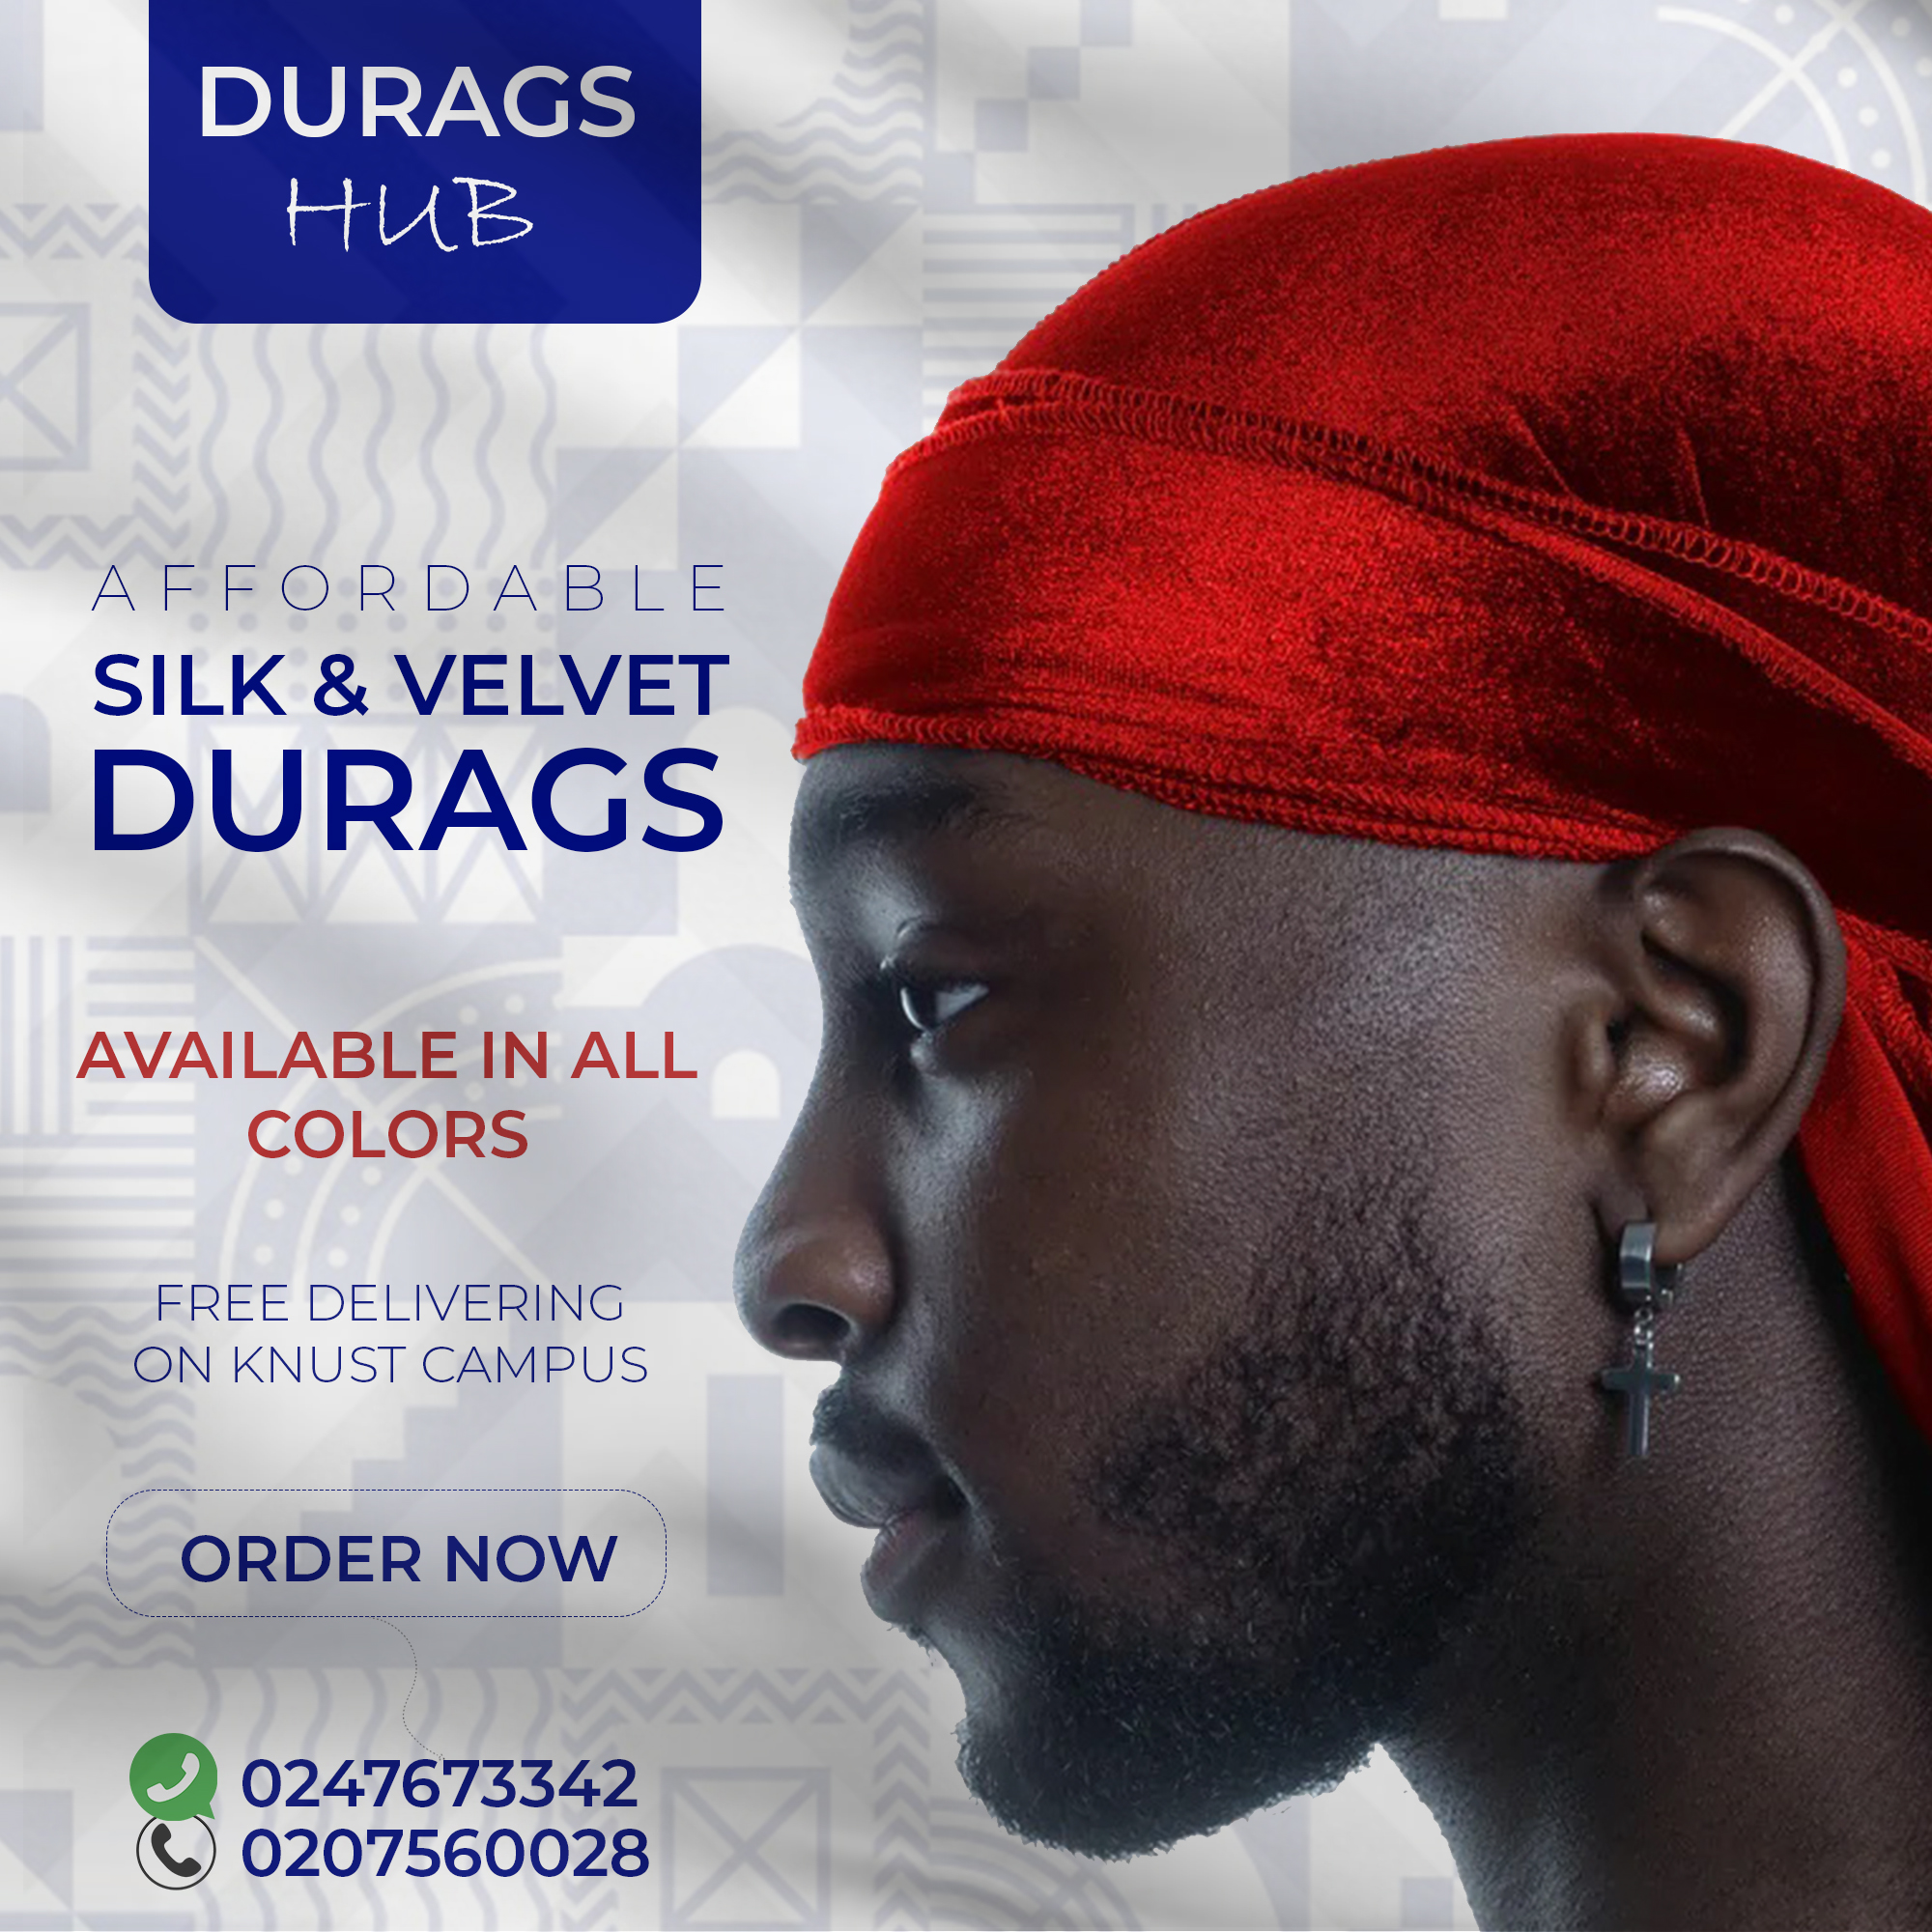 DURAGS
HUB
AFFORDABLE
SILK & VELVET
DURAGS
AVAILABLE IN ALL
COLORS
FREE DELIVERING
ON KNUST CAMPUS
ORDER NOW
0247673342
0207560028